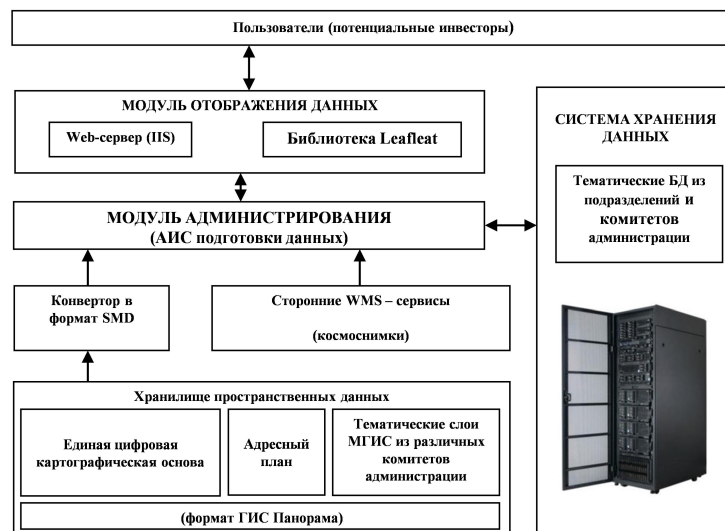 Пользователи (потенциальные инвесторы)
МОДУЛЬ ОТОБРАЖЕНИЯ ДАННЫХ
Web-сервер (IIS)
Библиотека Leafleat
МОДУЛЬ АДМИНИСТРИРОВАНИЯ
(АИС подготовки данных)
Конвертор в
формат SMD
Сторонние WMS – сервисы
(космоснимки)
Хранилище пространственных данных
Единая цифровая
картографическая основа
Адресный
план
Тематические слои
МГИС из различных
комитетов
администрации
(формат ГИС Панорама)
СИСТЕМА ХРАНЕНИЯ
ДАННЫХ
Тематические БД из
подразделений и
комитетов
администрации